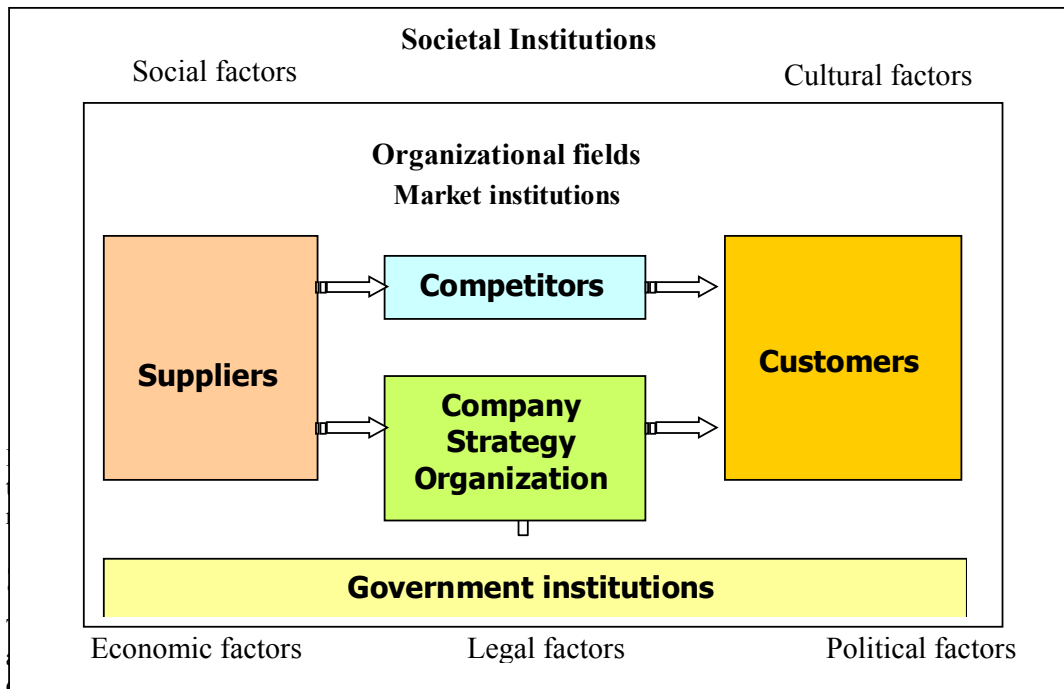 Societal Institutions
Social factors
Cultural factors
Organizational fields
Market institutions
Suppliers
Competitors
Company
Strategy
Organization
Customers
Government institutions
Economic factors
Legal factors
Political factors